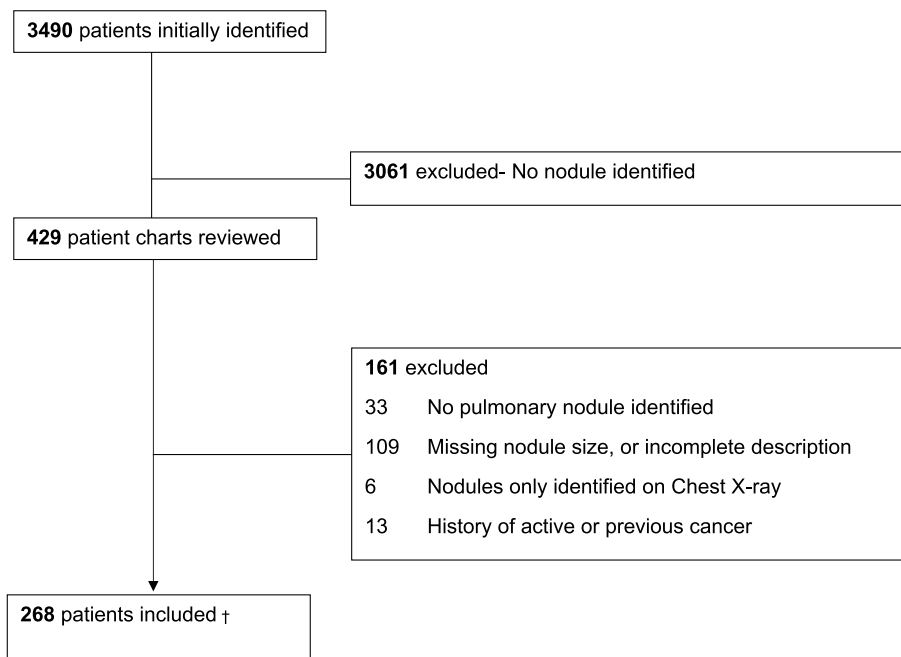 3490 patients initially identified
3061 excluded- No nodule identified
429 patient charts reviewed
161 excluded
33 No pulmonary nodule identified
109 Missing nodule size, or incomplete description
6 Nodules only identified on Chest X-ray
13 History of active or previous cancer
268 patients included †